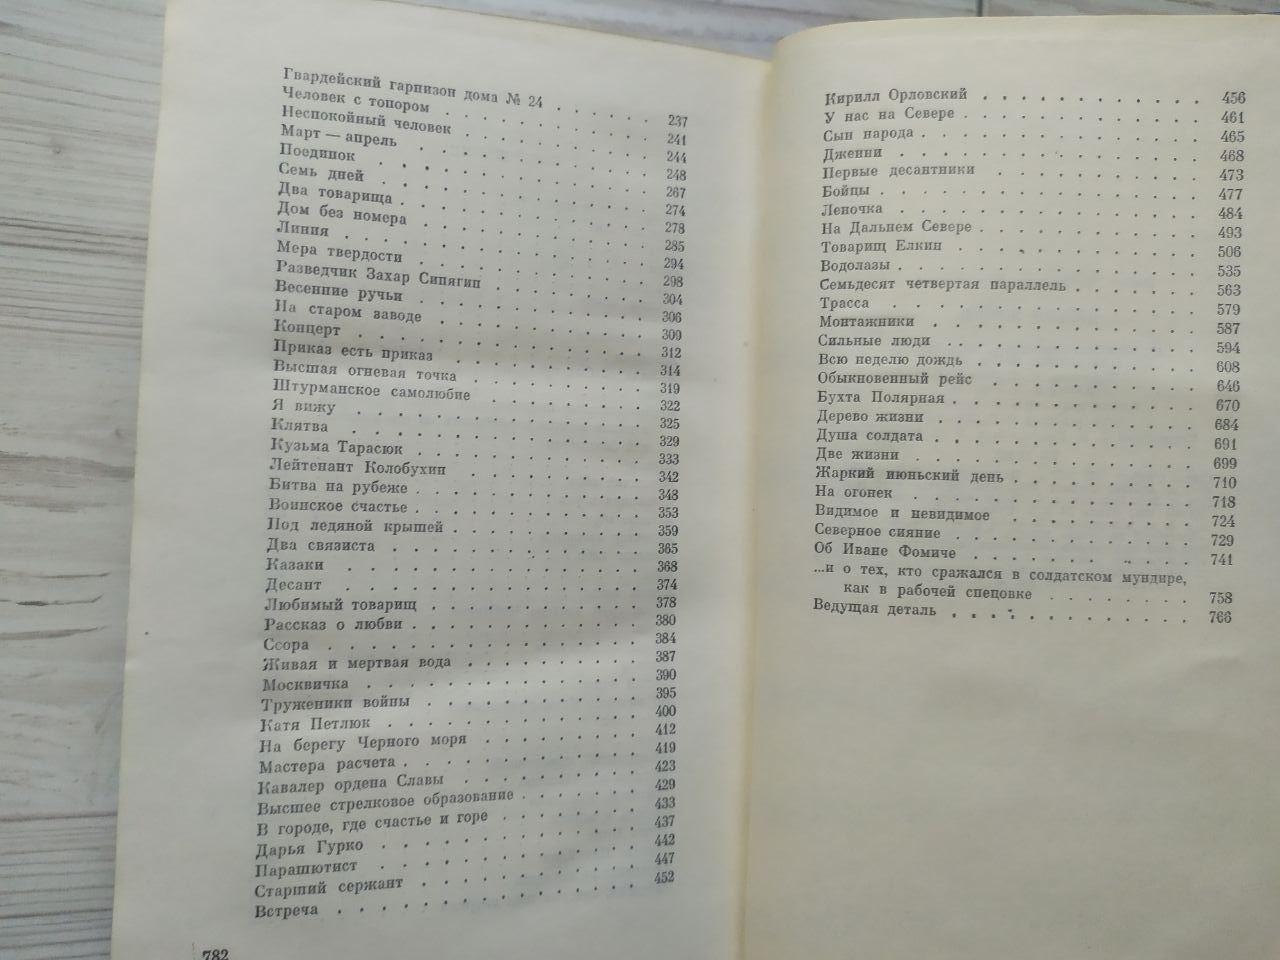 Гвардейский гарнизон дома № 24 . . . . . . 237
Человек с топором . . . . . . . . . . . . 241
Неспокойный человек . . . . . . . . . . . 244
Март — апрель . . . . . . . . . . . . . 248
Поединок . . . . . . . . . . . . . . . 267
Семь дней . . . . . . . . . . . . . . . 274
Два товарища . . . . . . . . . . . . . 278
Дом без номера . . . . . . . . . . . . 285
Линия . . . . . . . . . . . . . . . . 294
Мера твердости . . . . . . . . . . . . 298
Разведчик Захар Сипягин . . . . . . . . . 304
Весенние ручьи . . . . . . . . . . . . 306
На старом заводе . . . . . . . . . . . 309
Концерт . . . . . . . . . . . . . . . 312
Приказ есть приказ . . . . . . . . . . . 314
Высшая огневая точка . . . . . . . . . . 319
Штурманское самолюбие . . . . . . . . . 322
Я вижу . . . . . . . . . . . . . . . 325
Клятва . . . . . . . . . . . . . . . 329
Кузьма Тарасюк . . . . . . . . . . . . 333
Лейтенант Колобухин . . . . . . . . . . 342
Битва на рубеже . . . . . . . . . . . . 348
Воинское счастье . . . . . . . . . . . . 353
Под ледяной крышей . . . . . . . . . . . 359
Два связиста . . . . . . . . . . . . . 365
Казаки . . . . . . . . . . . . . . . 368
Десант . . . . . . . . . . . . . . . 374
Любимый товарищ . . . . . . . . . . . 378
Рассказ о любви . . . . . . . . . . . . 380
Ссора . . . . . . . . . . . . . . . . 384
Живая и мертвая вода . . . . . . . . . . 387
Москвичка . . . . . . . . . . . . . . 390
Труженики войны . . . . . . . . . . . . 395
Катя Петлюк . . . . . . . . . . . . . 400
На берегу Черного моря . . . . . . . . . 412
Мастера расчета . . . . . . . . . . . . 419
Кавалер ордена Славы . . . . . . . . . . 423
Высшее стрелковое образование . . . . . . . 429
В городе, где счастье и горе . . . . . . . . 433
Дарья Гурко . . . . . . . . . . . . . 437
Парашютист . . . . . . . . . . . . . . 442
Старший сержант . . . . . . . . . . . . 447
Встреча . . . . . . . . . . . . . . . 452
782
Кирилл Орловский . . . . . . . . . . . . 456
У нас на Севере . . . . . . . . . . . . . 461
Сын народа . . . . . . . . . . . . . . 465
Дженни . . . . . . . . . . . . . . . 468
Первые десантники . . . . . . . . . . . 473
Бойцы . . . . . . . . . . . . . . . . 477
Леночка . . . . . . . . . . . . . . . 484
На Дальнем Севере . . . . . . . . . . . . 493
Товарищ Елкин . . . . . . . . . . . . . 506
Водолазы . . . . . . . . . . . . . . . 535
Семьдесят четвертая параллель . . . . . . . 563
Трасса . . . . . . . . . . . . . . . 579
Монтажники . . . . . . . . . . . . . . 587
Сильные люди . . . . . . . . . . . . . 594
Всю неделю дождь . . . . . . . . . . . . 608
Обыкновенный рейс . . . . . . . . . . . 646
Бухта Полярная . . . . . . . . . . . . . 670
Дерево жизни . . . . . . . . . . . . . 684
Душа солдата . . . . . . . . . . . . . 691
Две жизни . . . . . . . . . . . . . . 699
Жаркий июньский день . . . . . . . . . . 710
На огонек . . . . . . . . . . . . . . 718
Видимое и невидимое . . . . . . . . . . 724
Северное сияние . . . . . . . . . . . . 729
Об Иване Фомиче . . . . . . . . . . . . 741
...и о тех, кто сражался в солдатском мундире,
как в рабочей спецовке . . . . . . . . 758
Ведущая деталь . . . . . . . . . . . . . 766